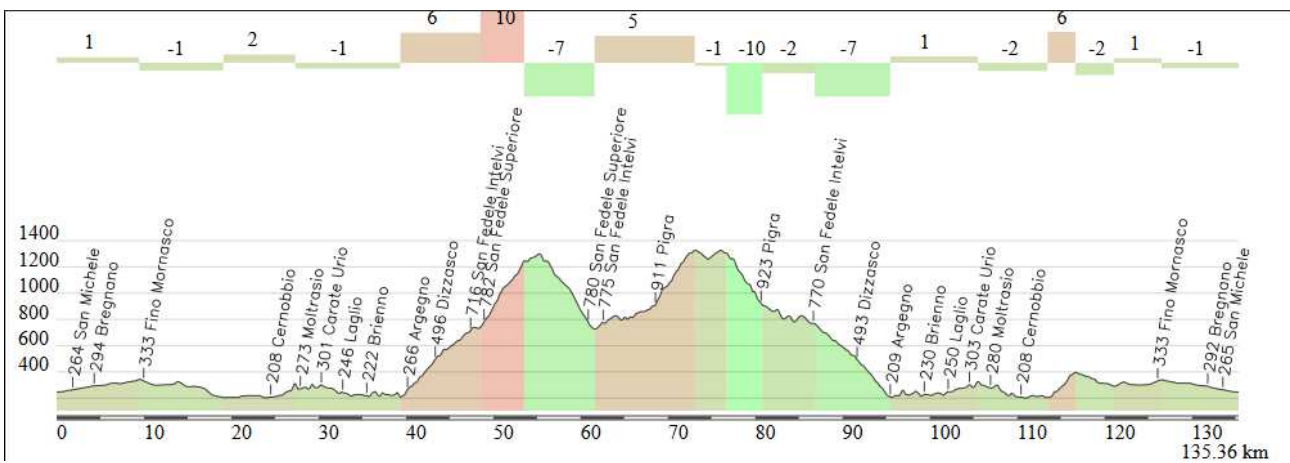 1 -1 2 -1 6 10 -7 5 -1 -10 -2 -7 1 -2 6 -2 1 -1
264 San Michele
294 Bregnano
333 Fino Mornasco
208 Cernobbio
273 Moltrasio
301 Carate Urio
246 Laglio
222 Brienno
266 Argegno
496 Dizzasco
716 San Fedele Intelvi
782 San Fedele Superiore
780 San Fedele Superiore
775 San Fedele Intelvi
911 Pigra
923 Pigra
770 San Fedele Intelvi
493 Dizzasco
209 Argegno
230 Brienno
250 Laglio
303 Carate Urio
280 Moltrasio
208 Cernobbio
333 Fino Mornasco
292 Bregnano
265 San Michele
1400
1200
1000
800
600
400
0 10 20 30 40 50 60 70 80 90 100 110 120 130
135.36 km